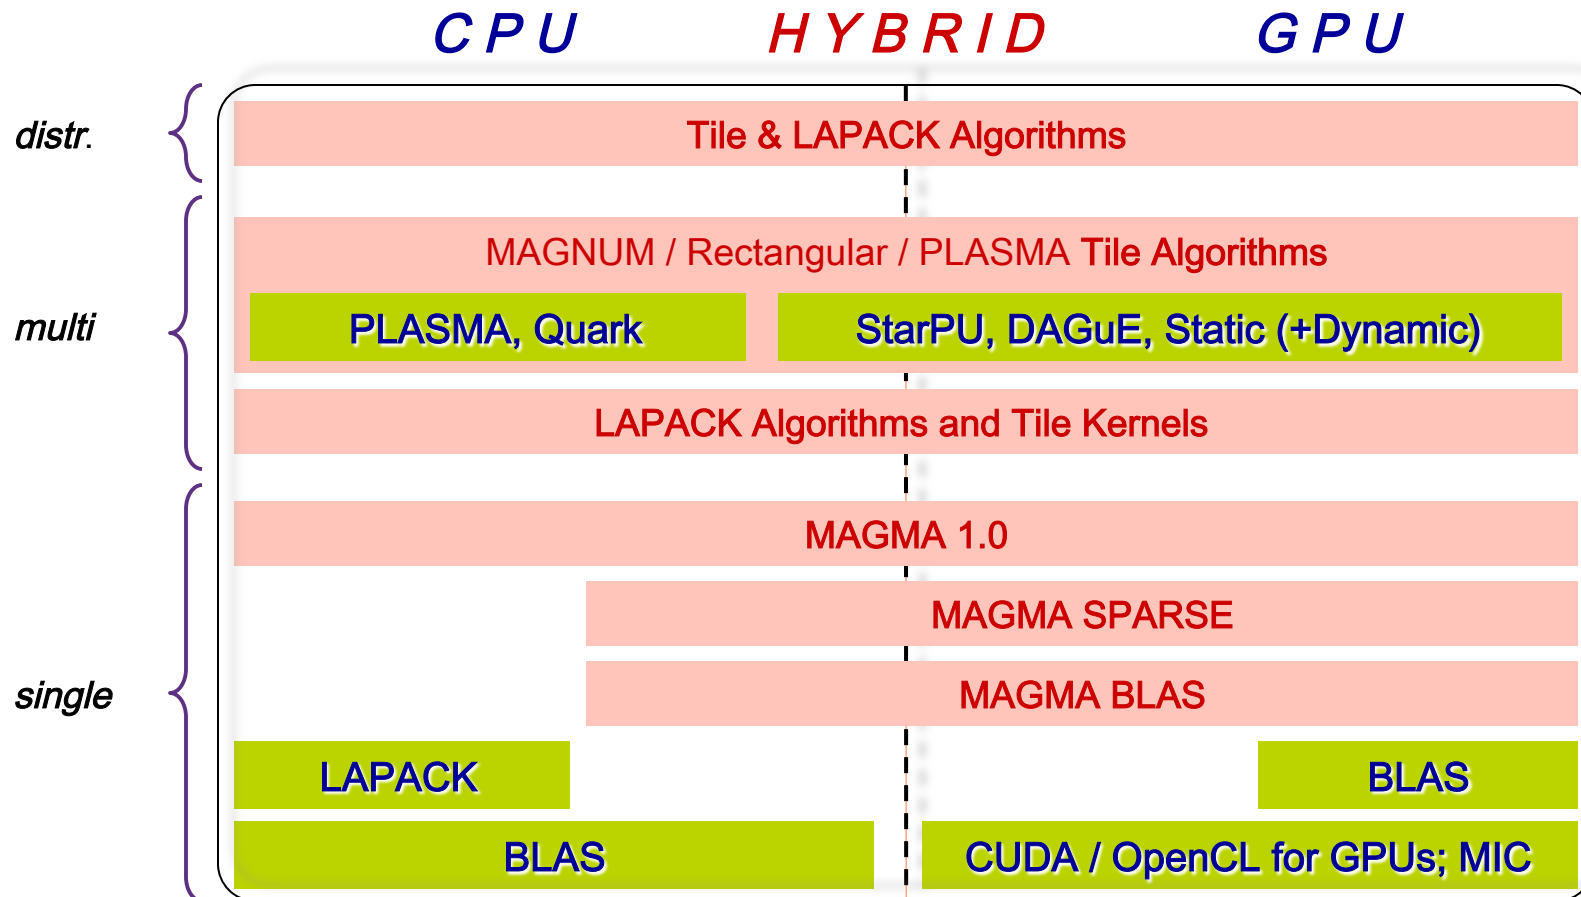 CPU HYBRID GPU
distr. Tile & LAPACK Algorithms
MAGNUM / Rectangular / PLASMA Tile Algorithms
multi PLASMA, Quark StarPU, DAGuE, Static (+Dynamic)
LAPACK Algorithms and Tile Kernels
MAGMA 1.0
MAGMA SPARSE
single MAGMA BLAS
LAPACK BLAS
BLAS CUDA / OpenCL for GPUs; MIC